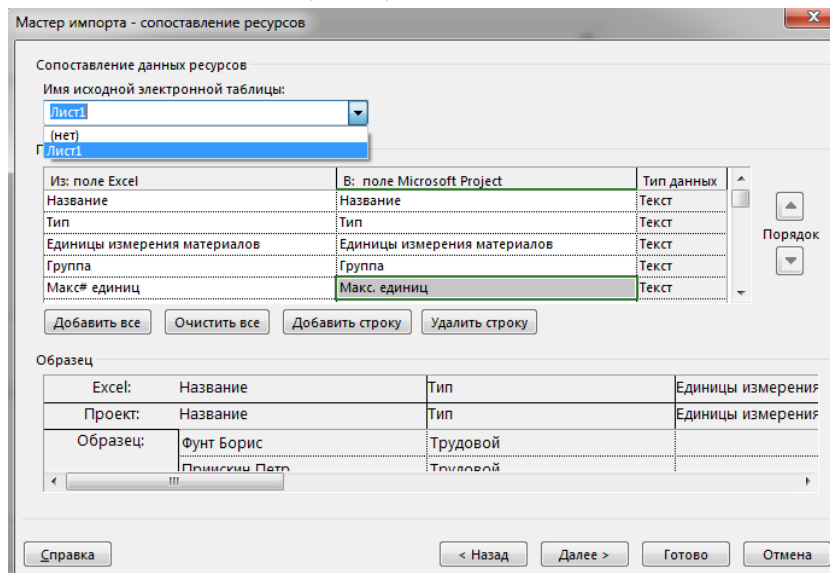 Мастер импорта - сопоставление ресурсов
Сопоставление данных ресурсов
Имя исходной электронной таблицы:
Лист1
(нет)
Лист1
Из: поле Excel В: поле Microsoft Project Тип данных
Название Название Текст
Тип Тип Текст
Единицы измерения материалов Единицы измерения материалов Текст
Группа Группа Текст
Макс# единиц Макс. единиц Текст
Порядок
Добавить все Очистить все Добавить строку Удалить строку
Образец
Excel: Название Тип Единицы измерения
Проект: Название Тип Единицы измерения
Образец: Фунт Борис Трудовой
Приискин Петр Трудовой
Справка < Назад Далее > Готово Отмена